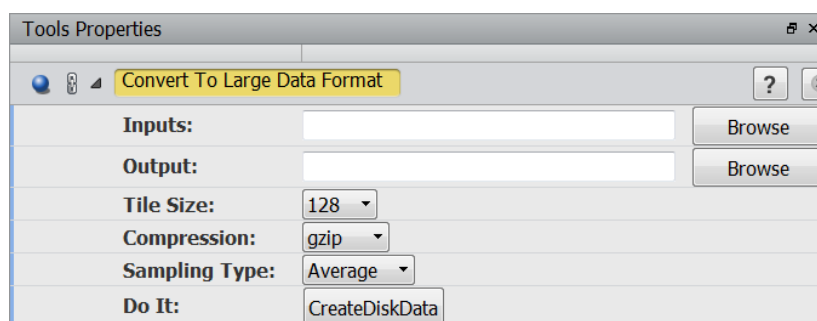 Tools Properties
Convert To Large Data Format ?
Inputs: Browse
Output: Browse
Tile Size: 128
Compression: gzip
Sampling Type: Average
Do It: CreateDiskData